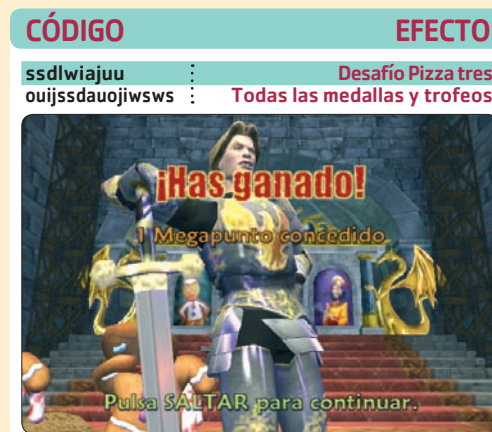 CÓDIGO EFECTO
ssdlwiajuu Desafío Pizza tres
ouijssdauojiwsws Todas las medallas y trofeos
¡Has ganado!
1 Megapunto concedido
Pulsa SALTAR para continuar.